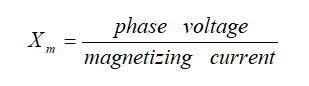 X_m = phase voltage / magnetizing current